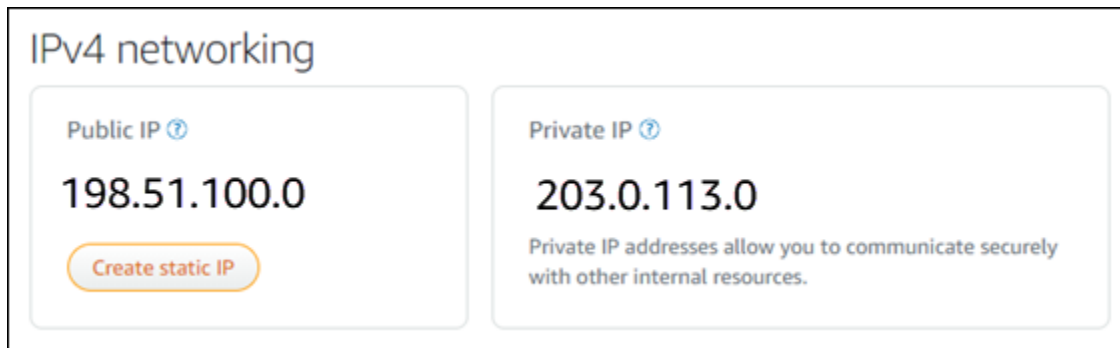 IPv4 networking
Public IP ?
198.51.100.0
Create static IP
Private IP ?
203.0.113.0
Private IP addresses allow you to communicate securely
with other internal resources.